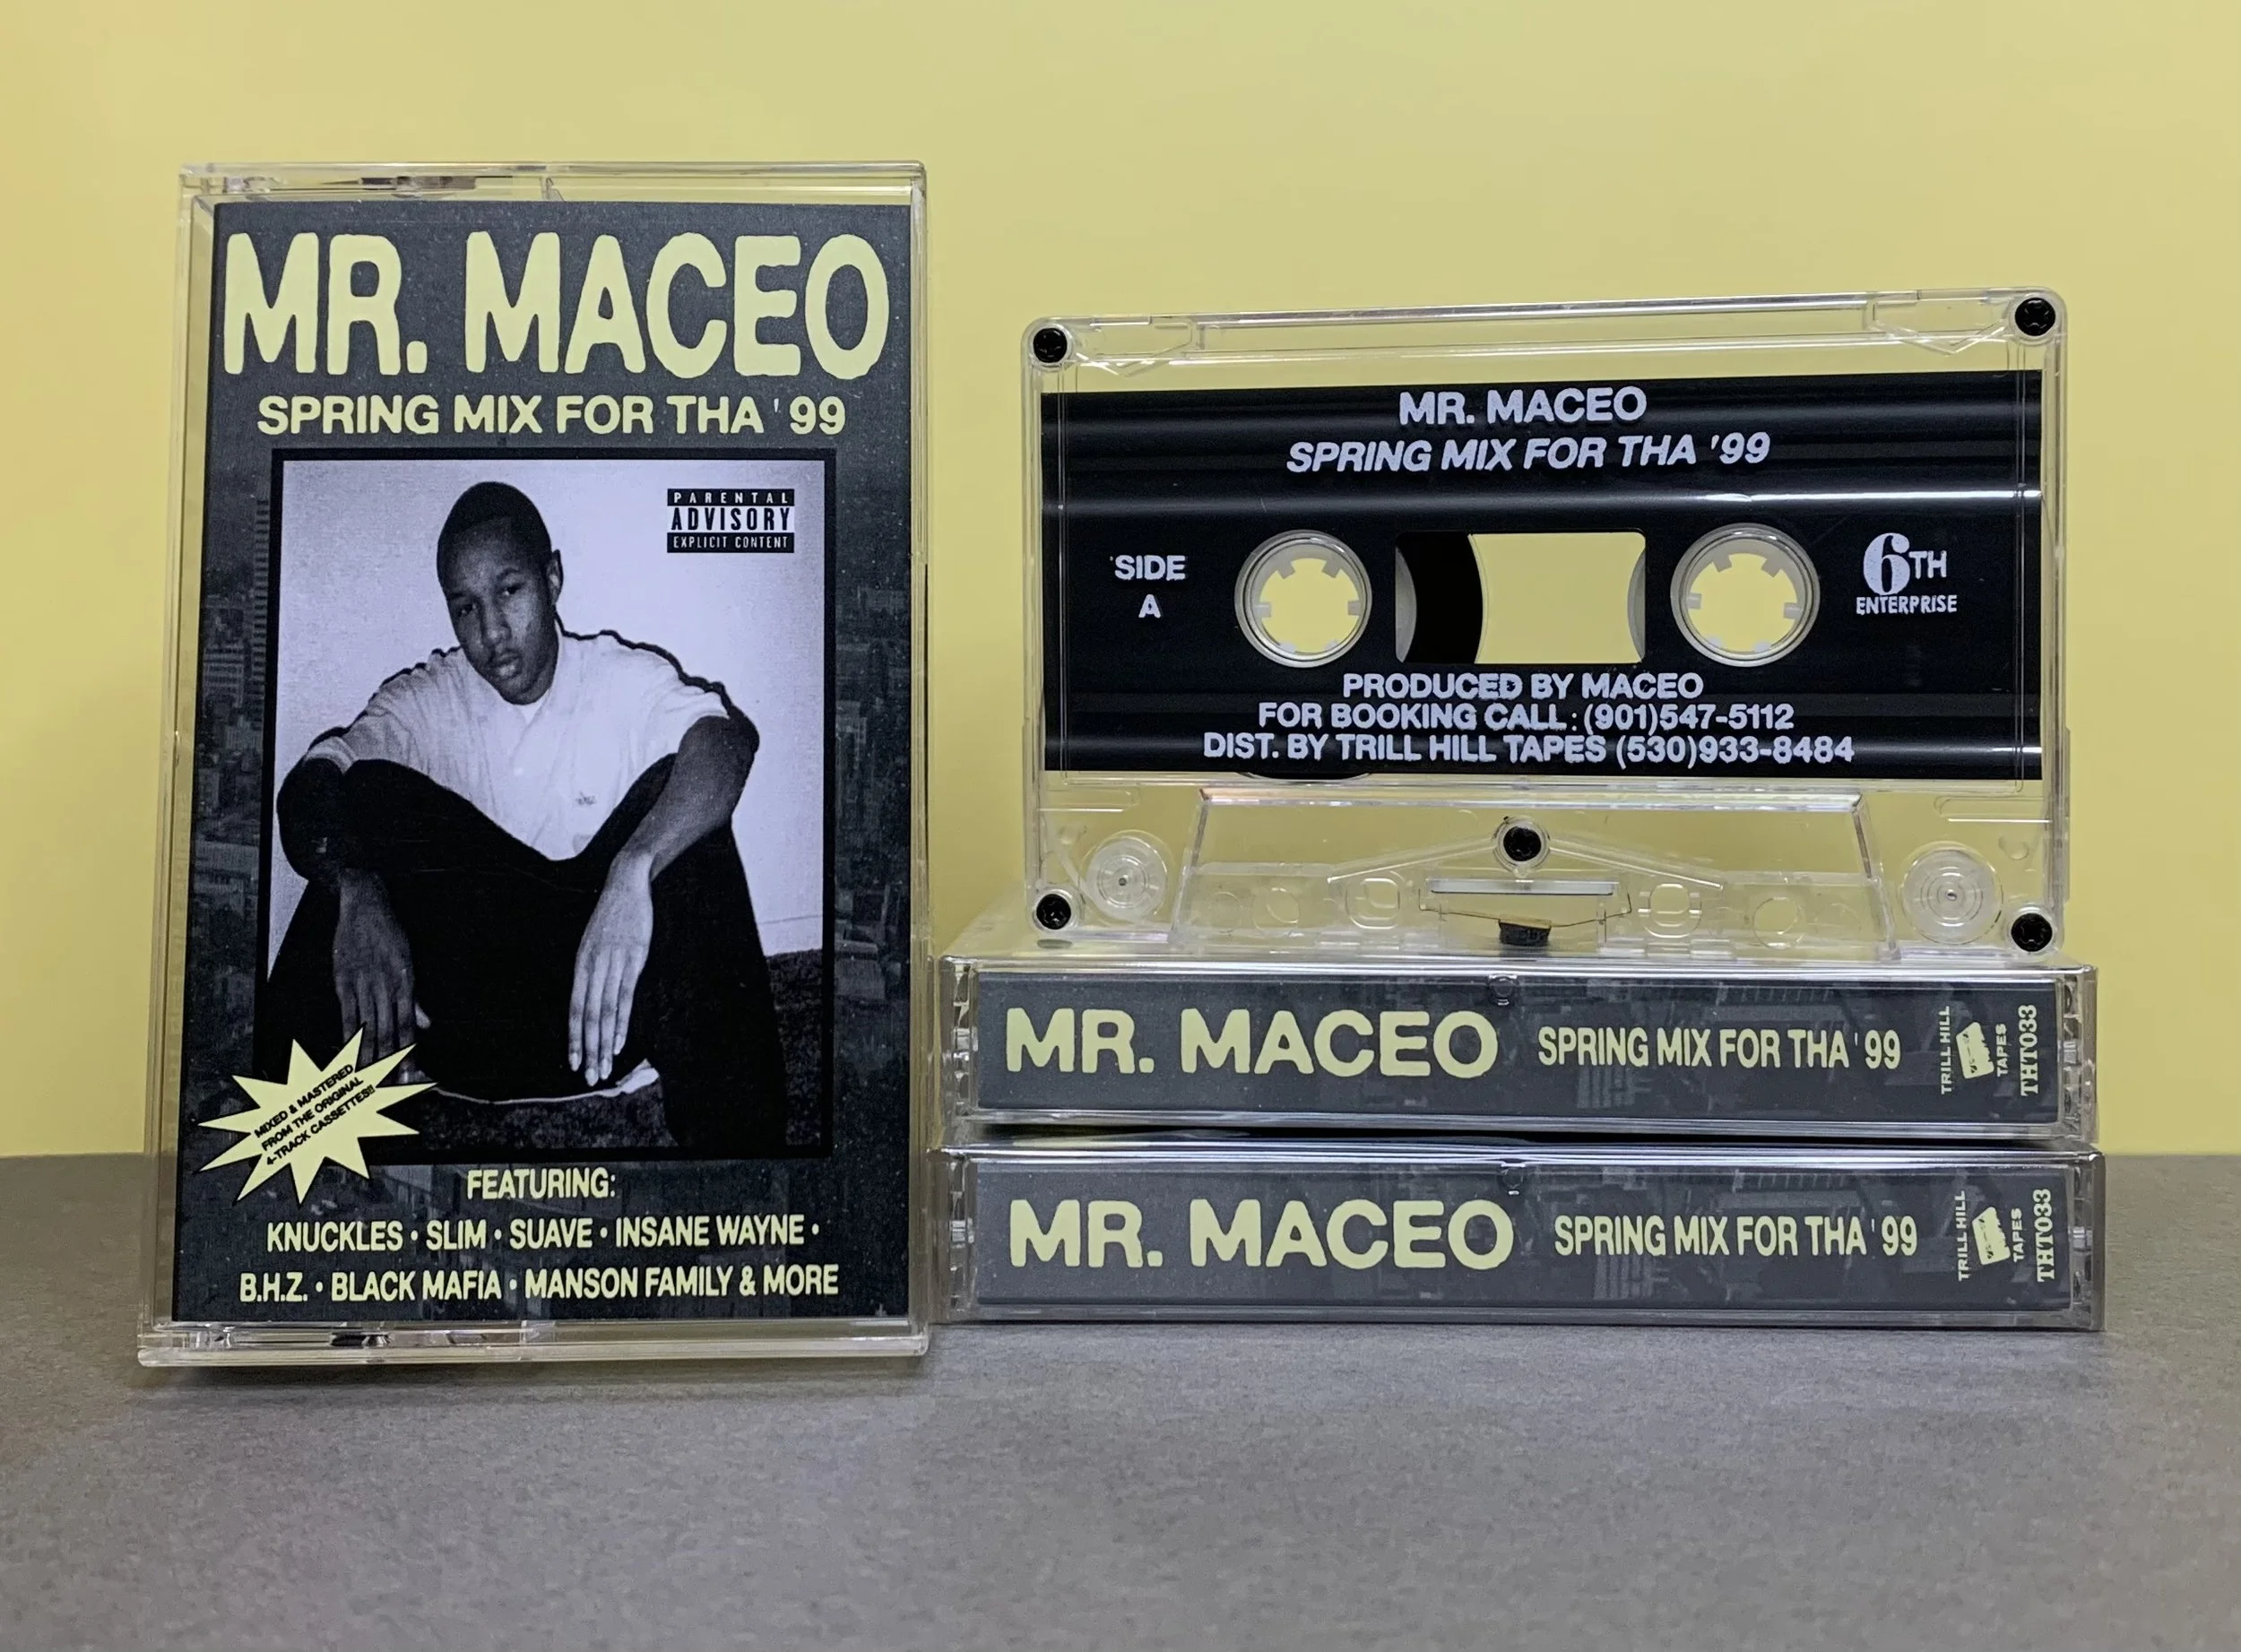 MR. MACEO
SPRING MIX FOR THA '99
PARENTAL
ADVISORY
EXPLICIT CONTENT
MIXED & MASTERED
FROM THE ORIGINAL
4-TRACK CASSETTES!!
FEATURING:
KNUCKLES • SLIM • SUAVE • INSANE WAYNE •
B.H.Z. • BLACK MAFIA • MANSON FAMILY & MORE
MR. MACEO
SPRING MIX FOR THA '99
SIDE
A
6TH
ENTERPRISE
PRODUCED BY MACEO
FOR BOOKING CALL: (901)547-5112
DIST. BY TRILL HILL TAPES (530)933-8484
MR. MACEO SPRING MIX FOR THA '99 TRILL HILL TAPES THT033
MR. MACEO SPRING MIX FOR THA '99 TRILL HILL TAPES THT033